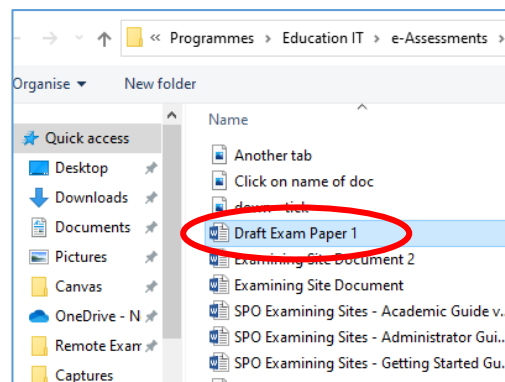 « Programmes > Education IT > e-Assessments >
Organise New folder
Name
Quick access
Desktop
Downloads
Documents
Pictures
Canvas
OneDrive - N
Remote Exam
Captures
Another tab
Click on name of doc
down tick
Draft Exam Paper 1
Examining Site Document 2
Examining Site Document
SPO Examining Sites - Academic Guide v...
SPO Examining Sites - Administrator Gui...
SPO Examining Sites - Getting Started Gu...